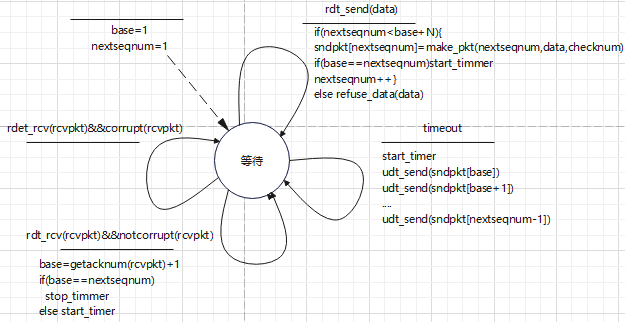 rdt_send(data)
if(nextseqnum<base+N){
sndpkt[nextseqnum]=make_pkt(nextseqnum,data,checknum)
if(base==nextseqnum)start_timmer
nextseqnum++}
else refuse_data(data)
base=1
nextseqnum=1
rdet_rcv(rcvpkt)&&corrupt(rcvpkt)
等待
timeout
start_timer
udt_send(sndpkt[base])
udt_send(sndpkt[base+1])
....
udt_send(sndpkt[nextseqnum-1])
rdt_rcv(rcvpkt)&&notcorrupt(rcvpkt)
base=getacknum(rcvpkt)+1
if(base==nextseqnum)
stop_timmer
else start_timer